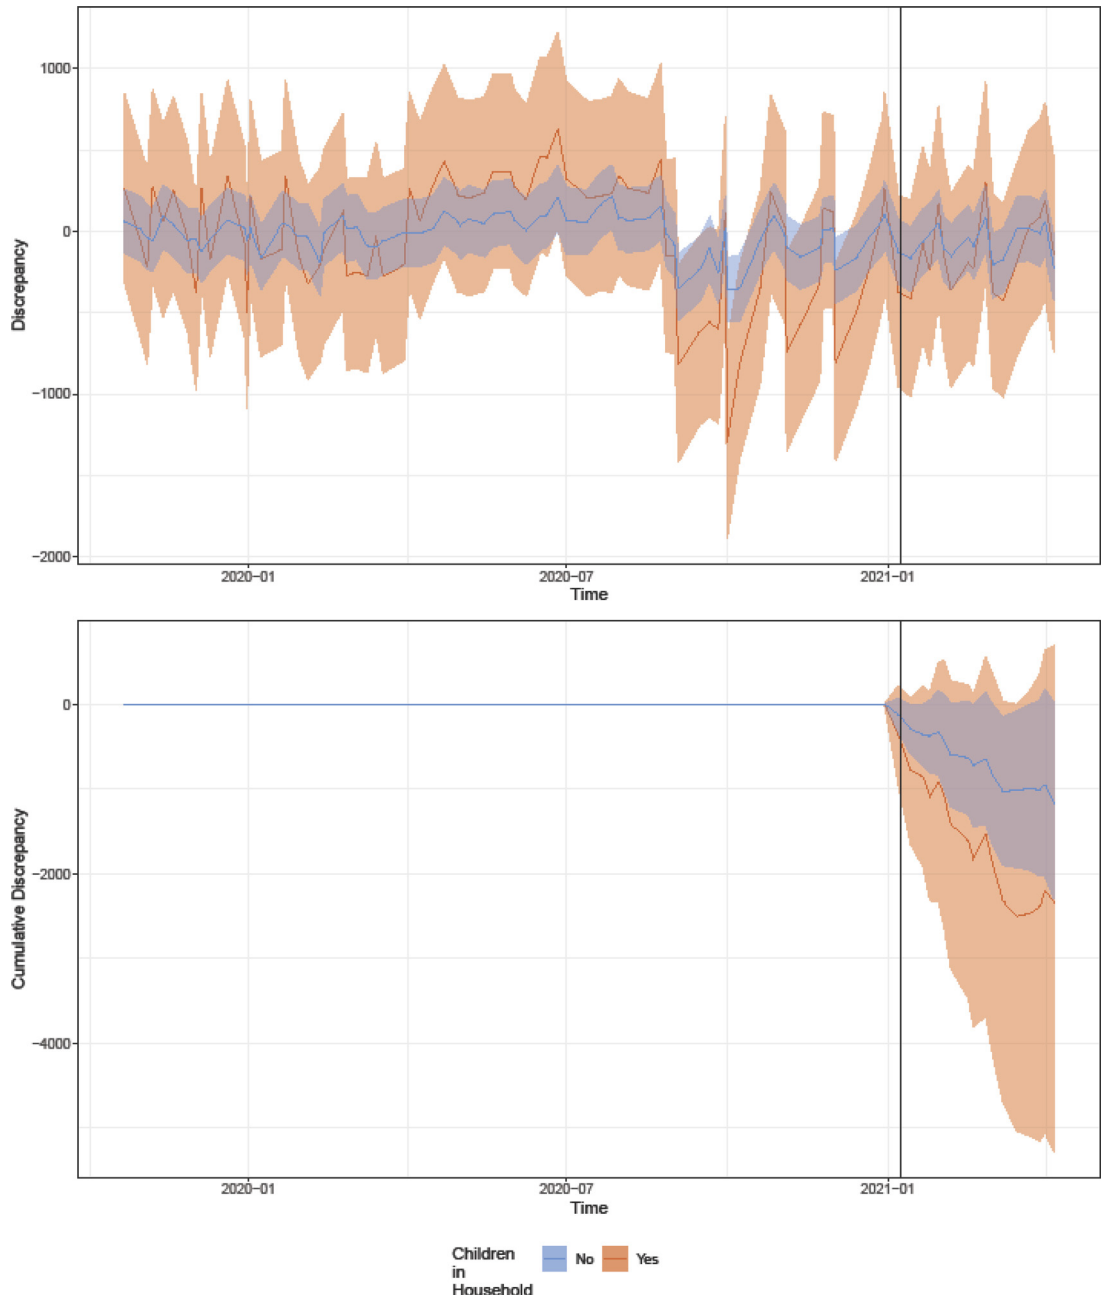 1000
0
−1000
−2000
Discrepancy
2020−01 2020−07 2021−01
Time
0
−2000
−4000
Cumulative Discrepancy
2020−01 2020−07 2021−01
Time
Children
in
Household
No Yes